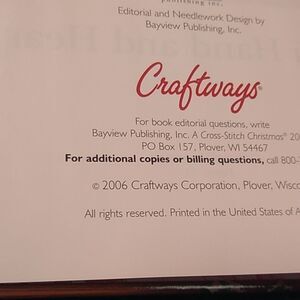 publishing inc.
Editorial and Needlework Design by
Bayview Publishing, Inc.
Craftways®
For book editorial questions, write
Bayview Publishing, Inc. A Cross-Stitch Christmas® 20
PO Box 157, Plover, WI 54467
For additional copies or billing questions, call 800-
© 2006 Craftways Corporation, Plover, Wisco
All rights reserved. Printed in the United States of A